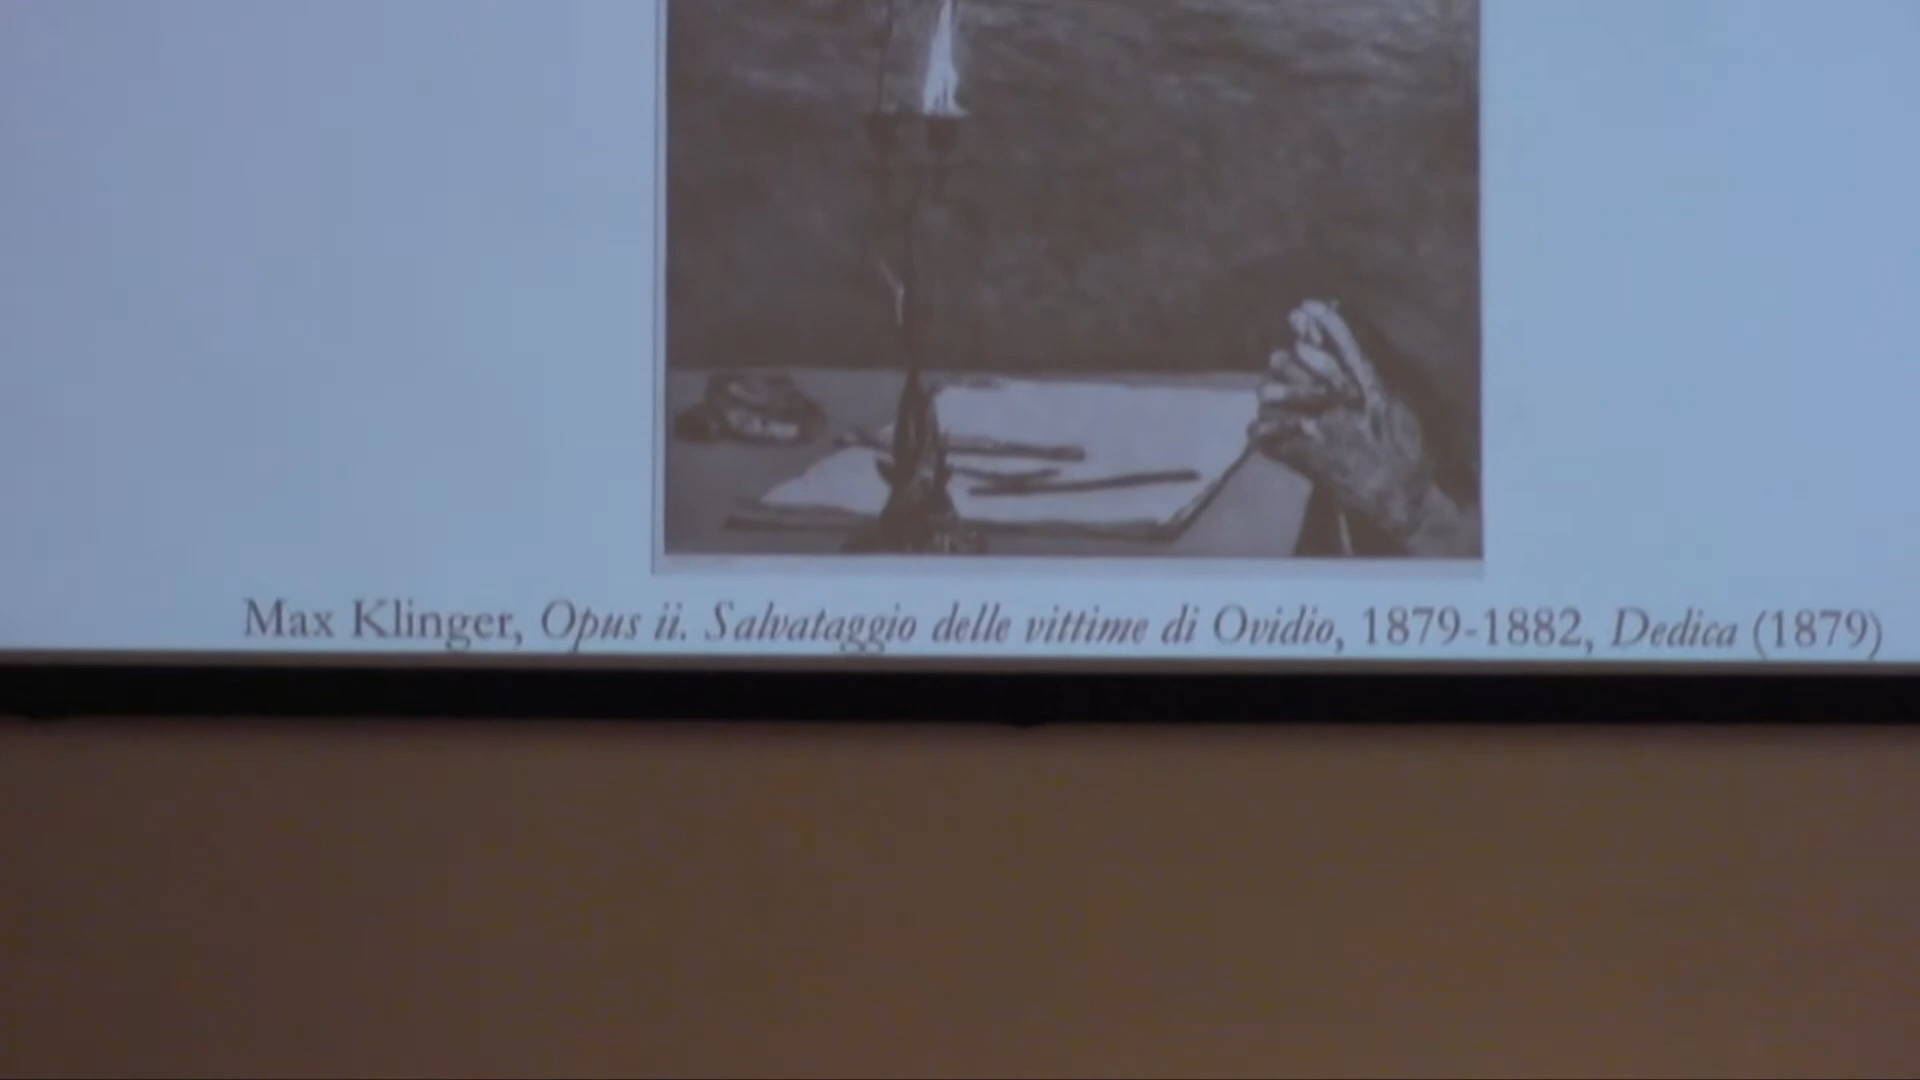 Max Klinger, Opus ii. Salvataggio delle vittime di Ovidio, 1879-1882, Dedica (1879)